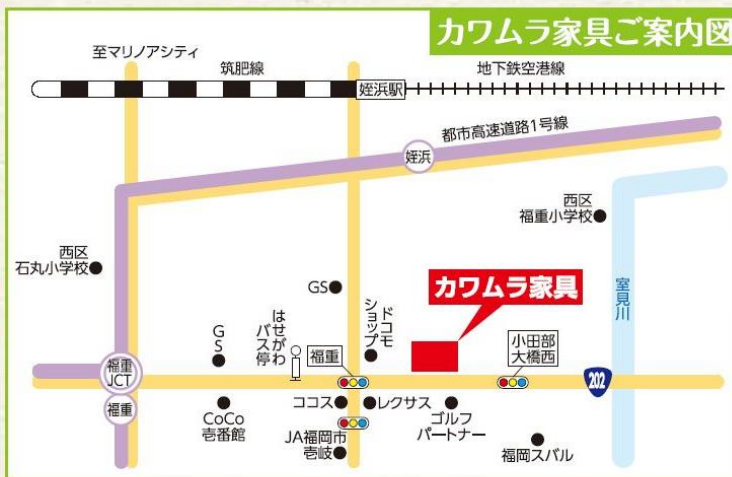 カワムラ家具ご案内図
至マリノアシティ
筑肥線
姪浜駅
地下鉄空港線
都市高速道路1号線
姪浜
西区
福重小学校
西区
石丸小学校
室見川
GS
カワムラ家具
ドコモ
ショップ
はせがわ
バス停
GS
福重
小田部
大橋西
福重
JCT
202
福重
CoCo
壱番館
ココス
レクサス
ゴルフ
パートナー
JA福岡市
壱岐
福岡スバル